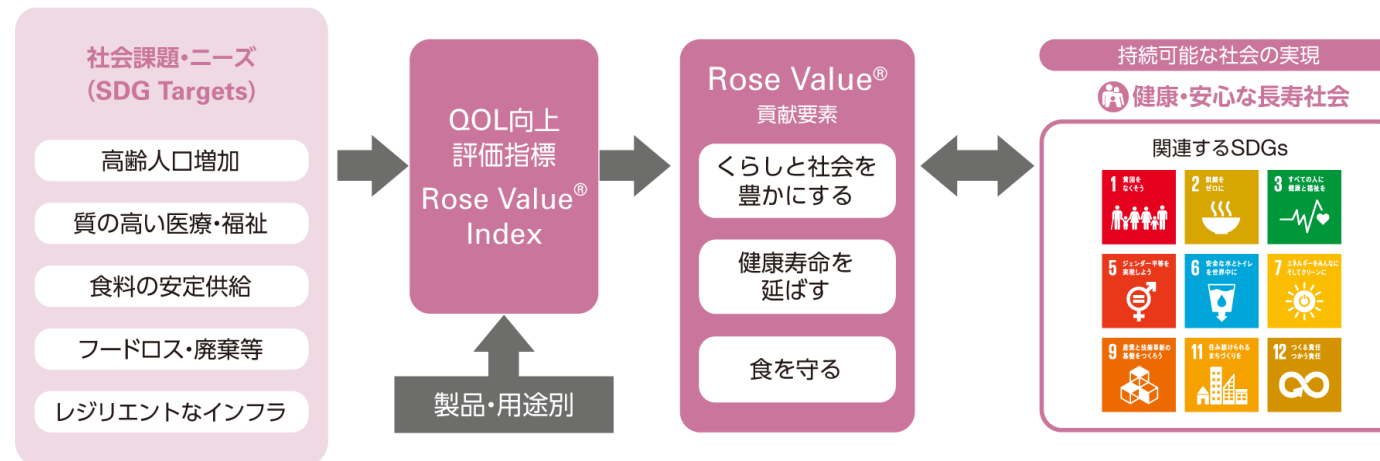 社会課題・ニーズ
(SDG Targets)
高齢人口増加
質の高い医療・福祉
食料の安定供給
フードロス・廃棄等
レジリエントなインフラ
QOL向上
評価指標
Rose Value®
Index
製品・用途別
Rose Value®
貢献要素
くらしと社会を
豊かにする
健康寿命を
延ばす
食を守る
持続可能な社会の実現
健康・安心な長寿社会
関連するSDGs
1 貧困を
なくそう
2 飢餓を
ゼロに
3 すべての人に
健康と福祉を
5 ジェンダー平等を
実現しよう
6 安全な水とトイレ
を世界中に
7 エネルギーをみんなに
そしてクリーンに
9 産業と技術革新の
基盤をつくろう
11 住み続けられる
まちづくりを
12 つくる責任
つかう責任